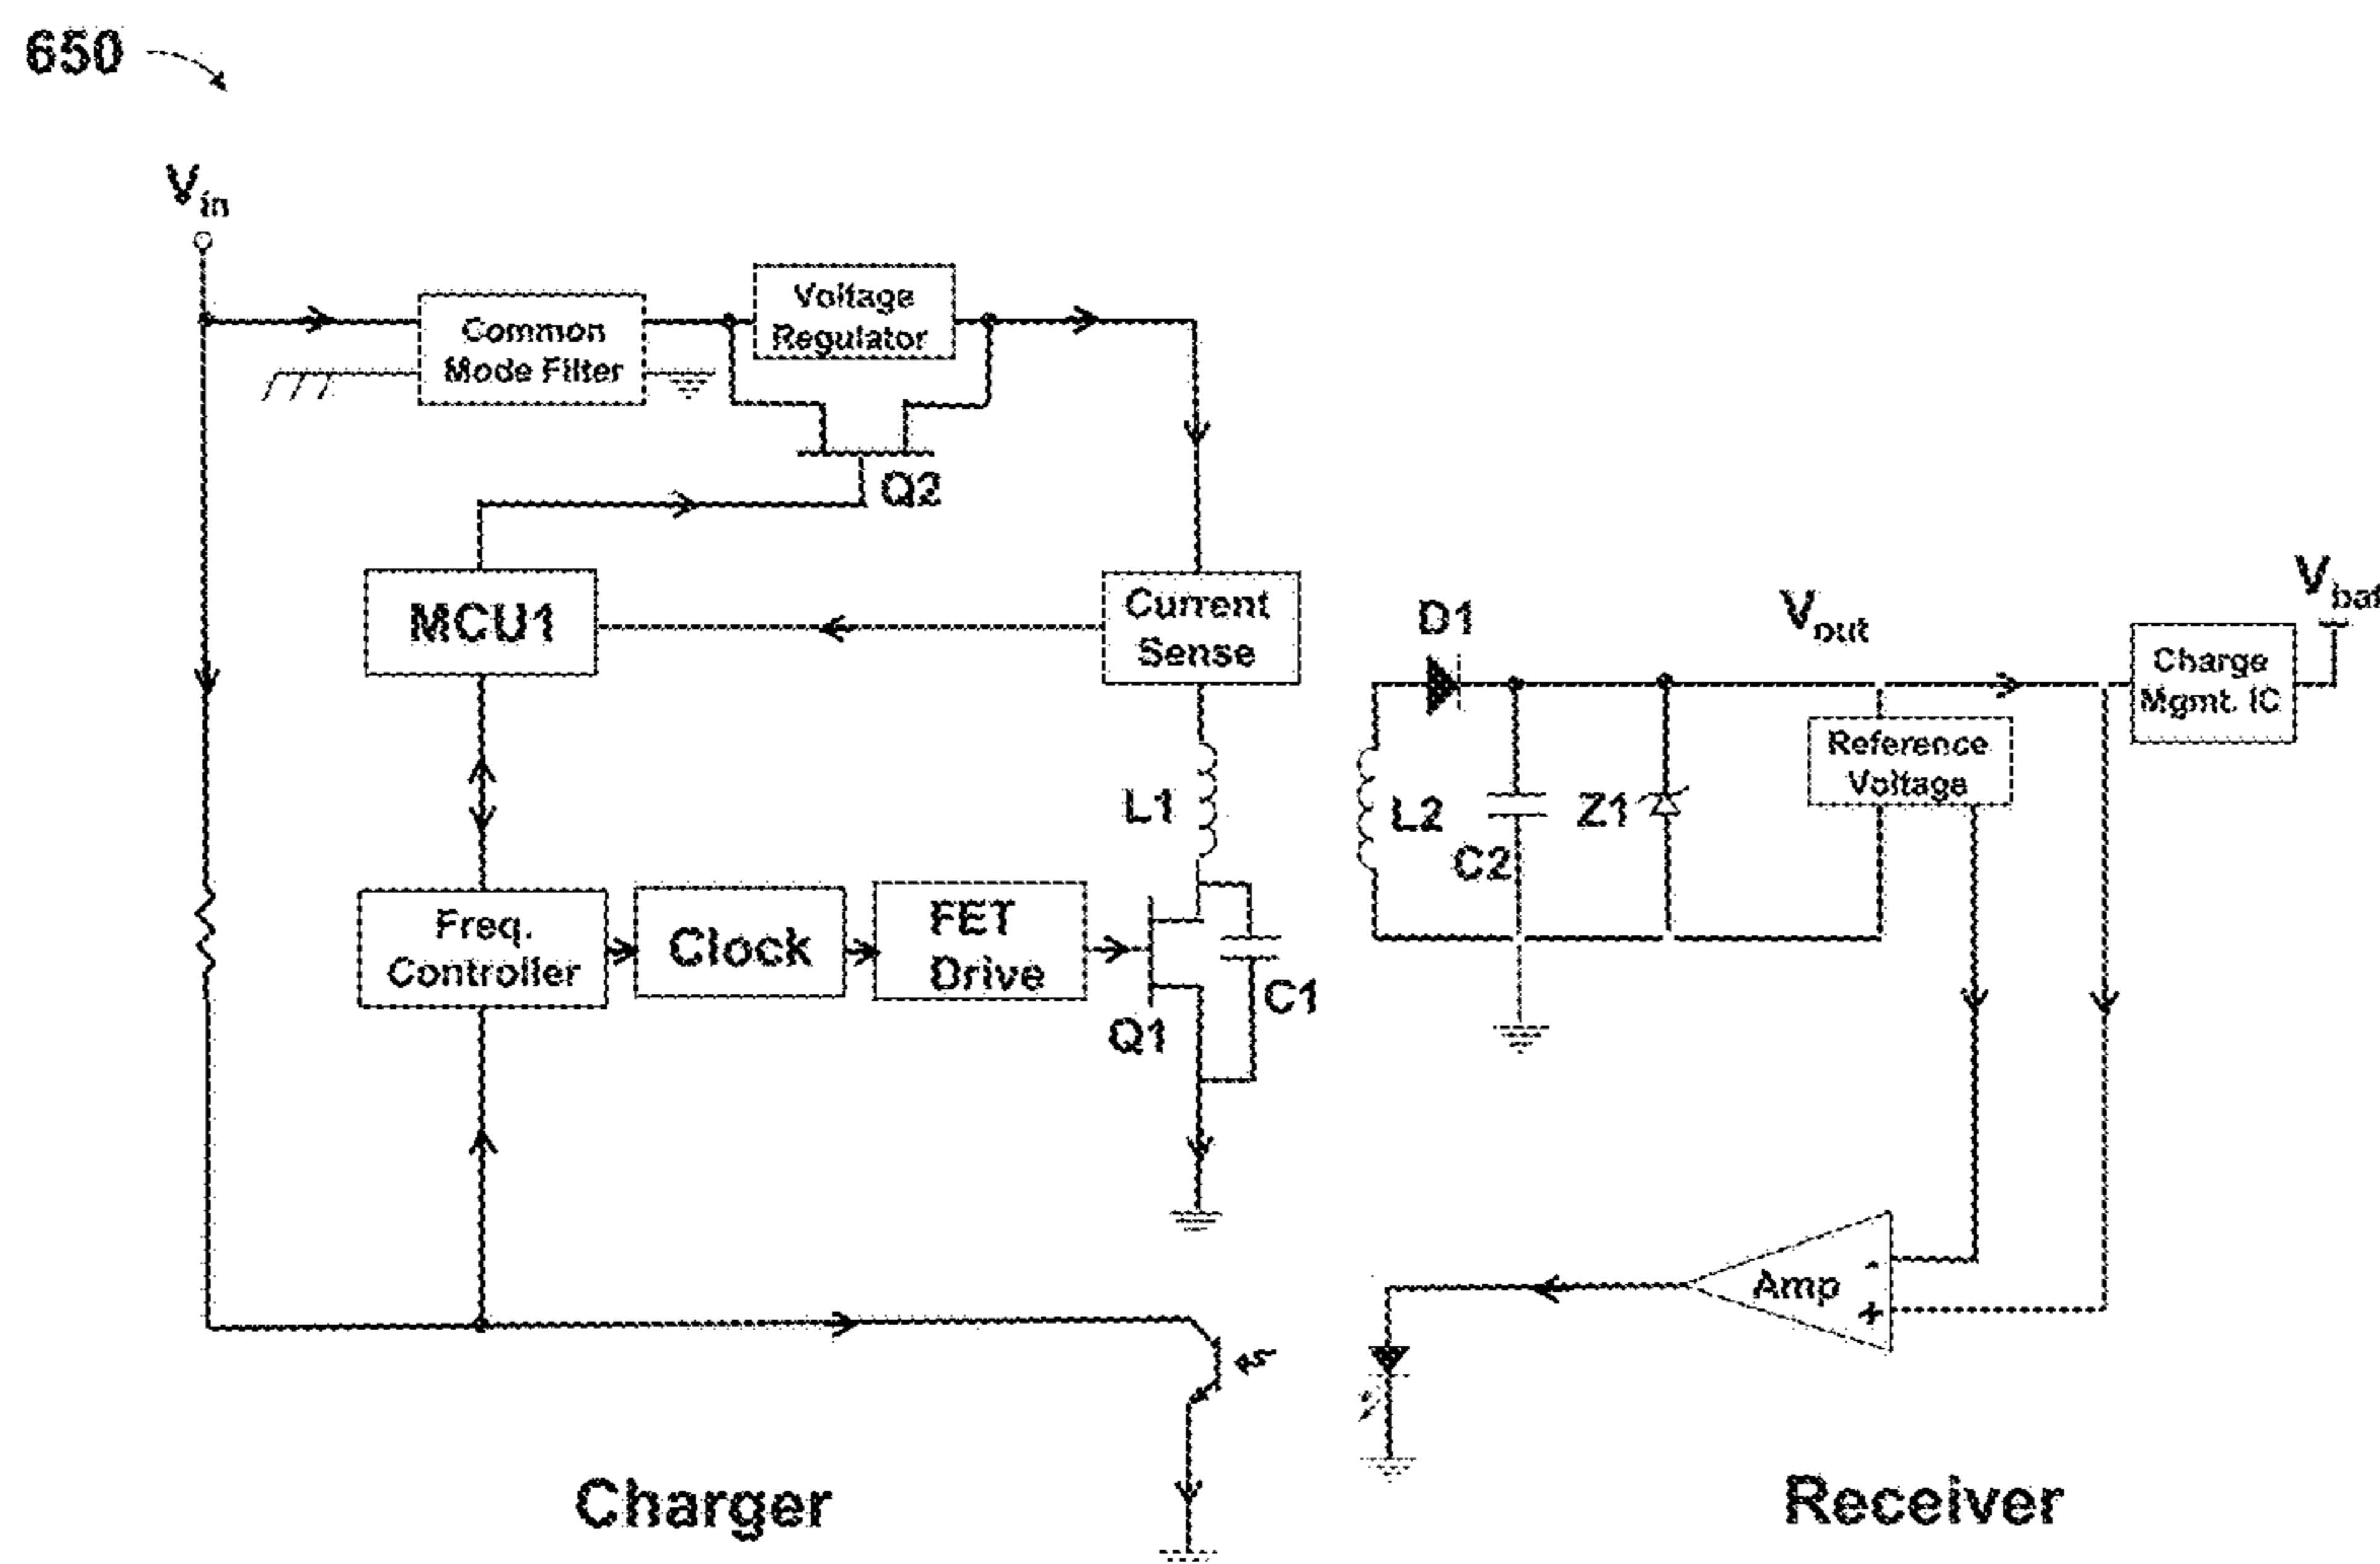 650
Vin
Voltage
Regulator
Common
Mode Filter
Q2
MCU1
Current
Sense
D1
Vout
Vbat
Charge
Mgmt. IC
Reference
Voltage
L1
L2
C2
Z1
Freq.
Controller
Clock
FET
Drive
Q1
C1
Amp
-
+
Charger
Receiver